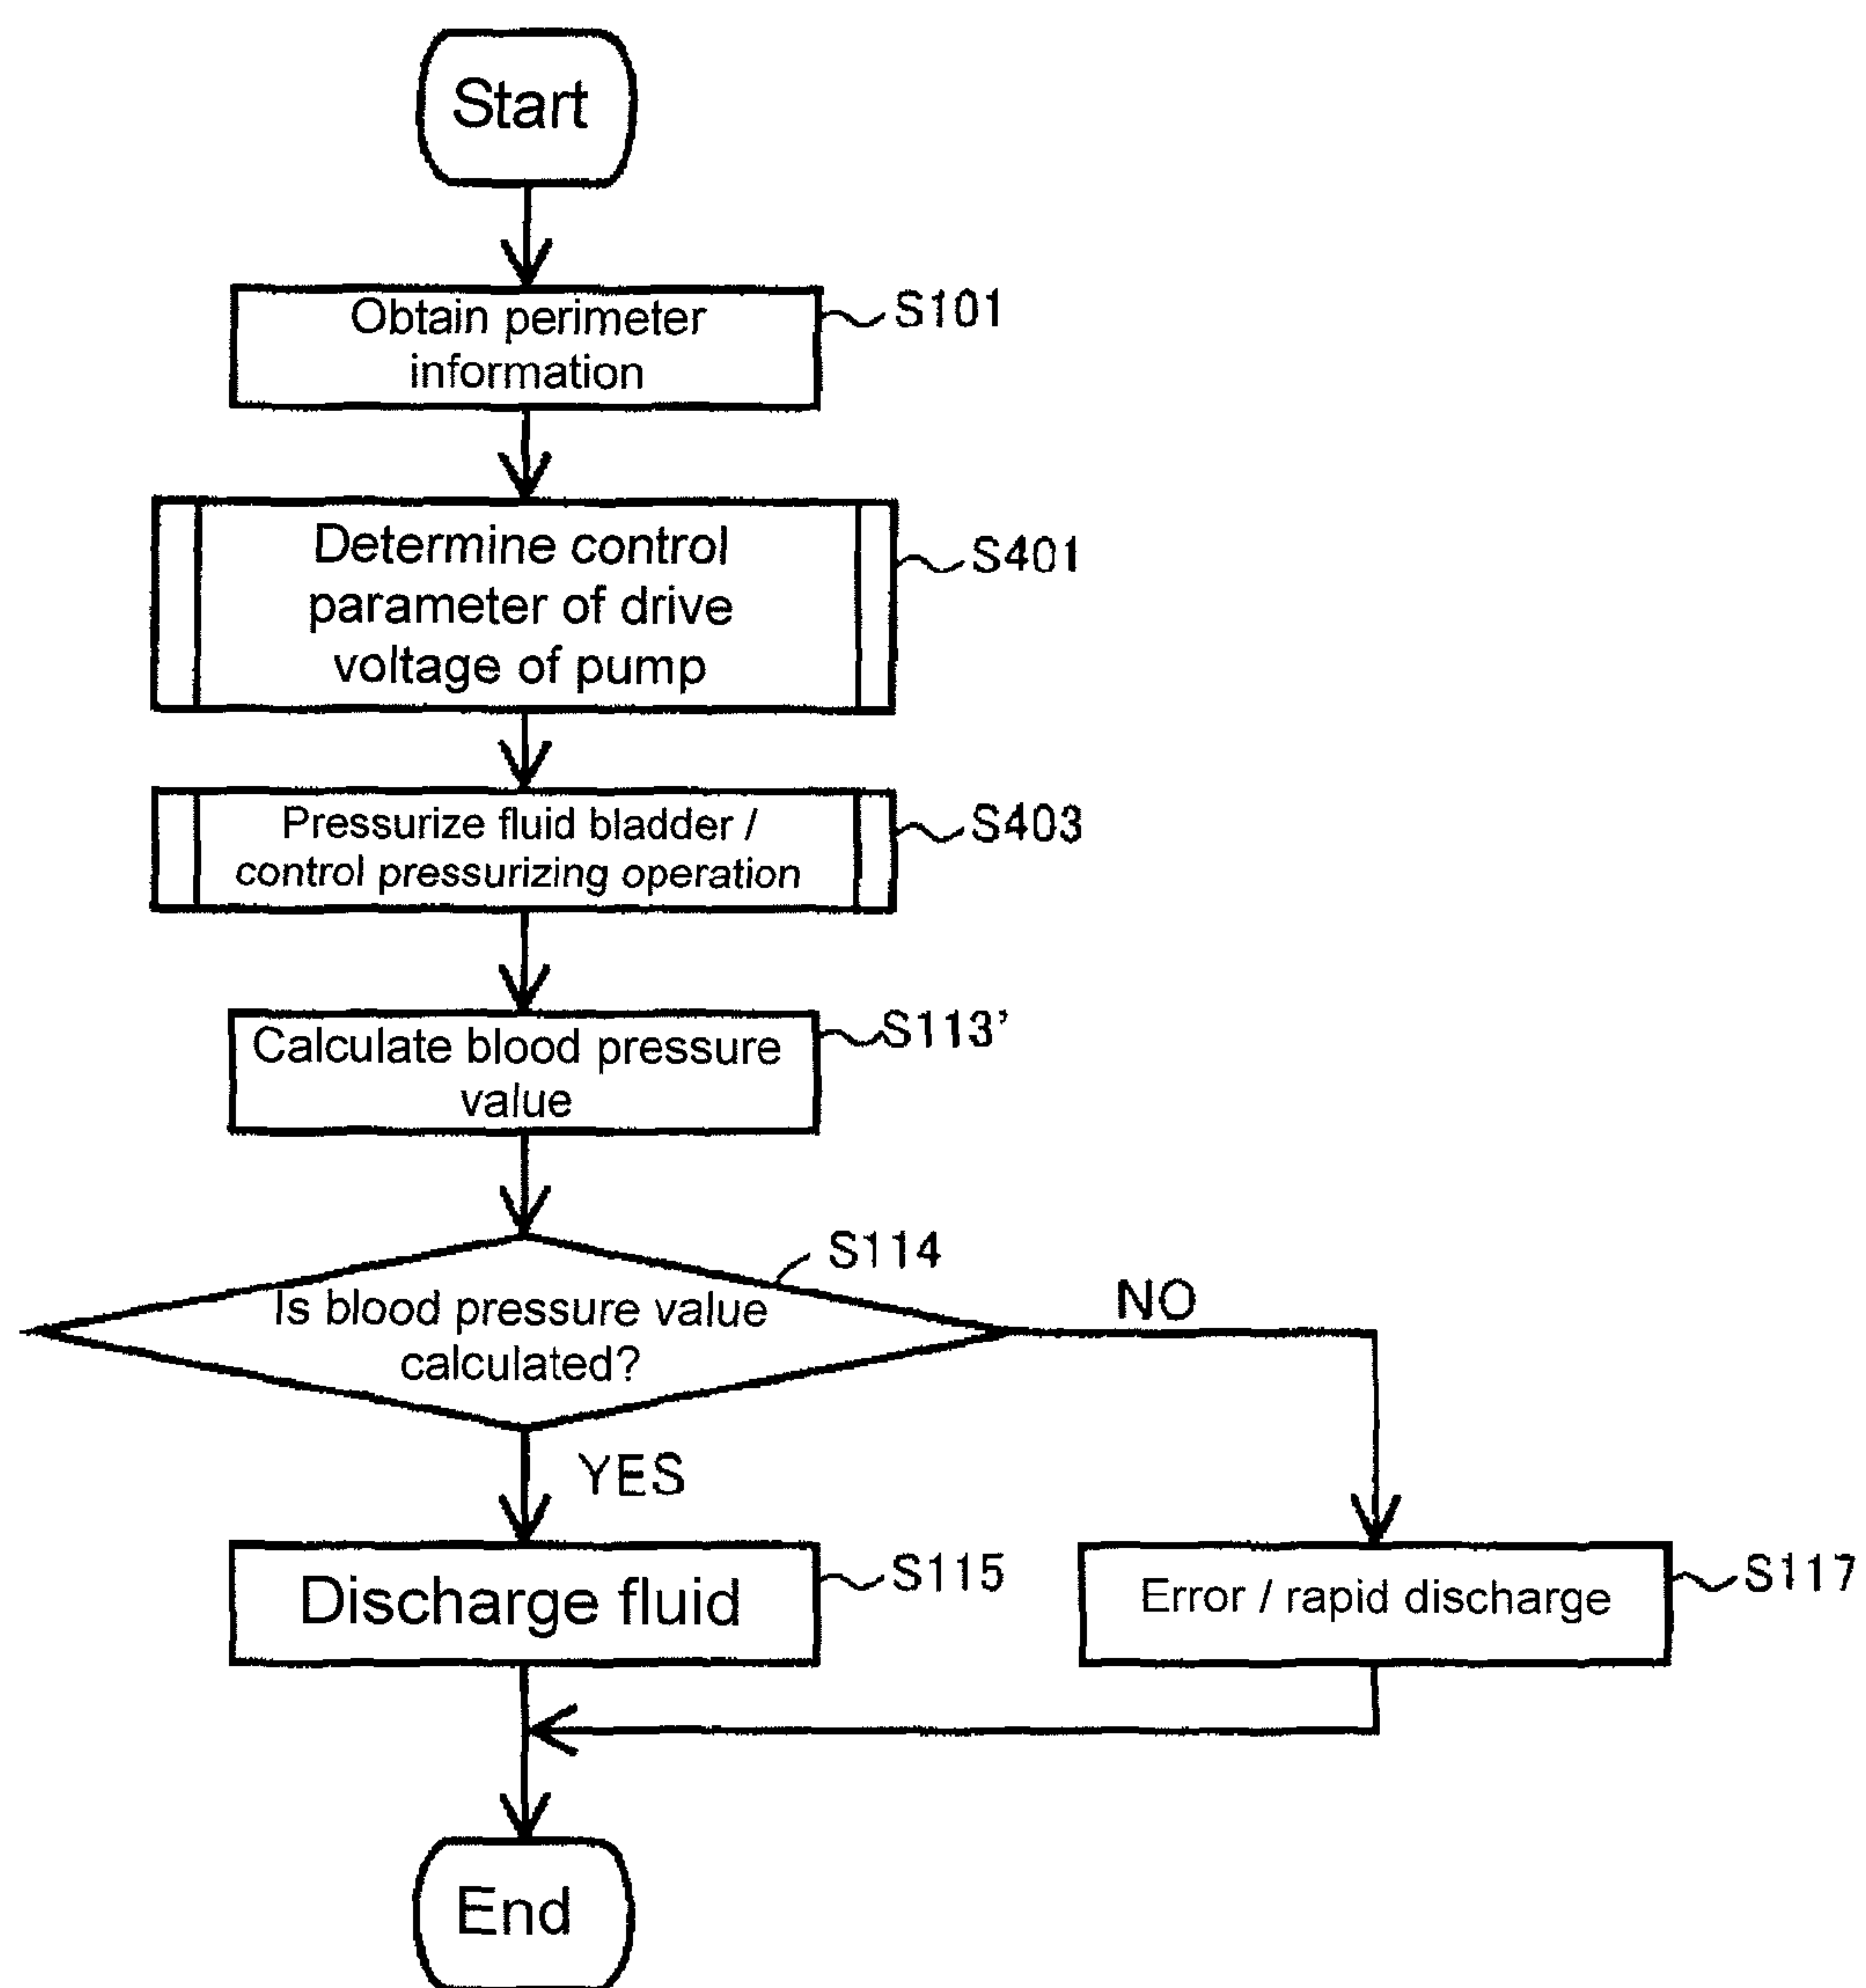 Start
Obtain perimeter
information
S101
Determine control
parameter of drive
voltage of pump
S401
Pressurize fluid bladder /
control pressurizing operation
S403
Calculate blood pressure
value
S113’
S114
Is blood pressure value
calculated?
NO
YES
Discharge fluid
S115
Error / rapid discharge
S117
End